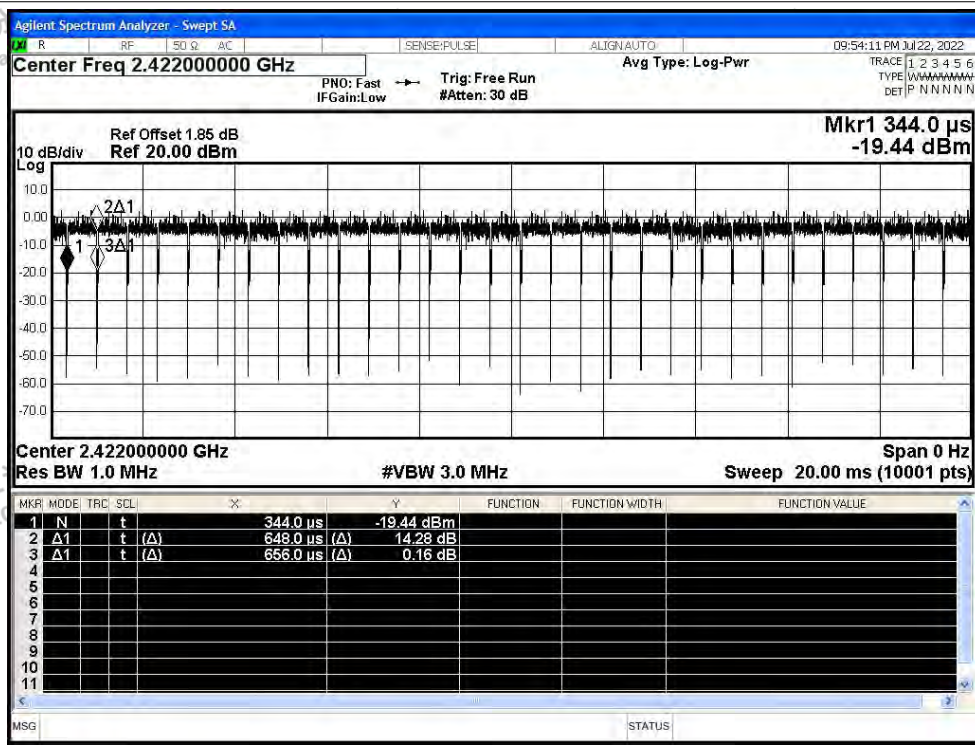 Agilent Spectrum Analyzer - Swept SA
R RF 50 Ω AC SENSE:PULSE ALIGN AUTO 09:54:11 PM Jul 22, 2022
Center Freq 2.422000000 GHz Avg Type: Log-Pwr TRACE 1 2 3 4 5 6
PNO: Fast Trig: Free Run TYPE
IFGain:Low #Atten: 30 dB DET P N N N N N
Mkr1 344.0 µs
Ref Offset 1.85 dB -19.44 dBm
10 dB/div Ref 20.00 dBm
Log
10.0
2Δ1
0.00
1 3Δ1
-10.0
-20.0
-30.0
-40.0
-50.0
-60.0
-70.0
Center 2.422000000 GHz Span 0 Hz
Res BW 1.0 MHz #VBW 3.0 MHz Sweep 20.00 ms (10001 pts)
MKR MODE TRC SCL X Y FUNCTION FUNCTION WIDTH FUNCTION VALUE
1 N t 344.0 µs -19.44 dBm
2 Δ1 t (Δ) 648.0 µs (Δ) 14.28 dB
3 Δ1 t (Δ) 656.0 µs (Δ) 0.16 dB
4
5
6
7
8
9
10
11
MSG STATUS